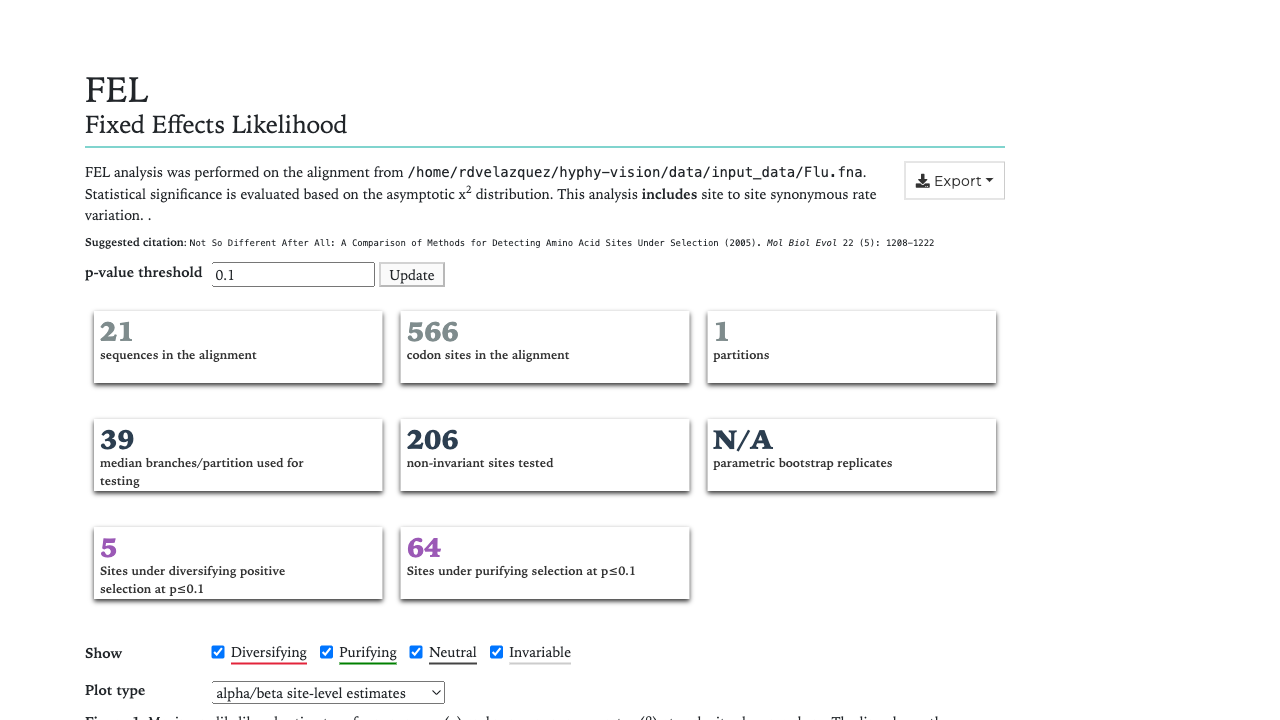 FEL
Fixed Effects Likelihood
FEL analysis was performed on the alignment from /home/rdvelazquez/hyphy-vision/data/input_data/Flu.fna.
Statistical significance is evaluated based on the asymptotic x2 distribution. This analysis includes site to site synonymous rate
variation. .
Export
Suggested citation: Not So Different After All: A Comparison of Methods for Detecting Amino Acid Sites Under Selection (2005). Mol Biol Evol 22 (5): 1208-1222
p-value threshold 0.1 Update
21
sequences in the alignment
566
codon sites in the alignment
1
partitions
39
median branches/partition used for
testing
206
non-invariant sites tested
N/A
parametric bootstrap replicates
5
Sites under diversifying positive
selection at p≤0.1
64
Sites under purifying selection at p≤0.1
Show Diversifying Purifying Neutral Invariable
Plot type alpha/beta site-level estimates